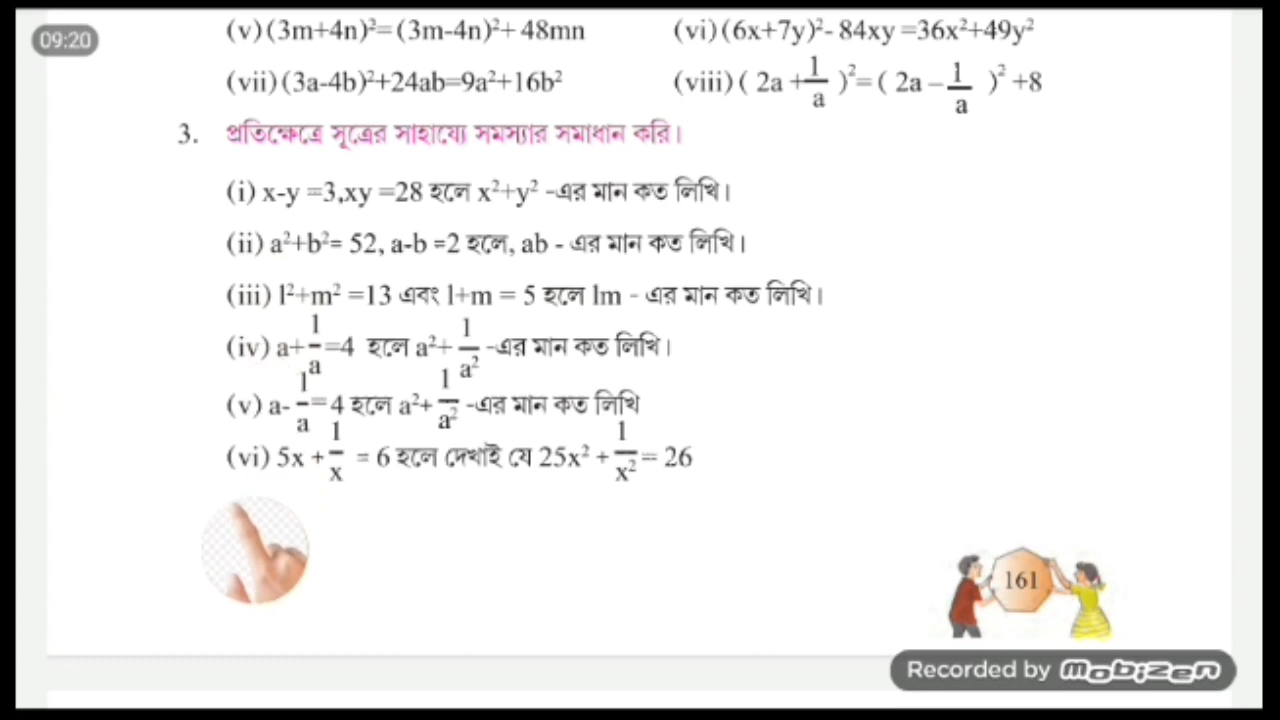 09:20
(v) (3m+4n)²= (3m-4n)²+ 48mn (vi) (6x+7y)²- 84xy =36x²+49y²
(vii) (3a-4b)²+24ab=9a²+16b² (viii) ( 2a + 1/a )²= ( 2a – 1/a )² +8
3. প্রতিক্ষেত্রে সূত্রের সাহায্যে সমস্যার সমাধান করি।
(i) x-y =3,xy =28 হলে x²+y² -এর মান কত লিখি।
(ii) a²+b²= 52, a-b =2 হলে, ab - এর মান কত লিখি।
(iii) l²+m² =13 এবং l+m = 5 হলে lm - এর মান কত লিখি।
(iv) a+ 1/a =4 হলে a²+ 1/a² -এর মান কত লিখি।
(v) a- 1/a = 4 হলে a²+ 1/a² -এর মান কত লিখি
(vi) 5x + 1/x = 6 হলে দেখাই যে 25x² + 1/x² = 26
161
Recorded by mobizen